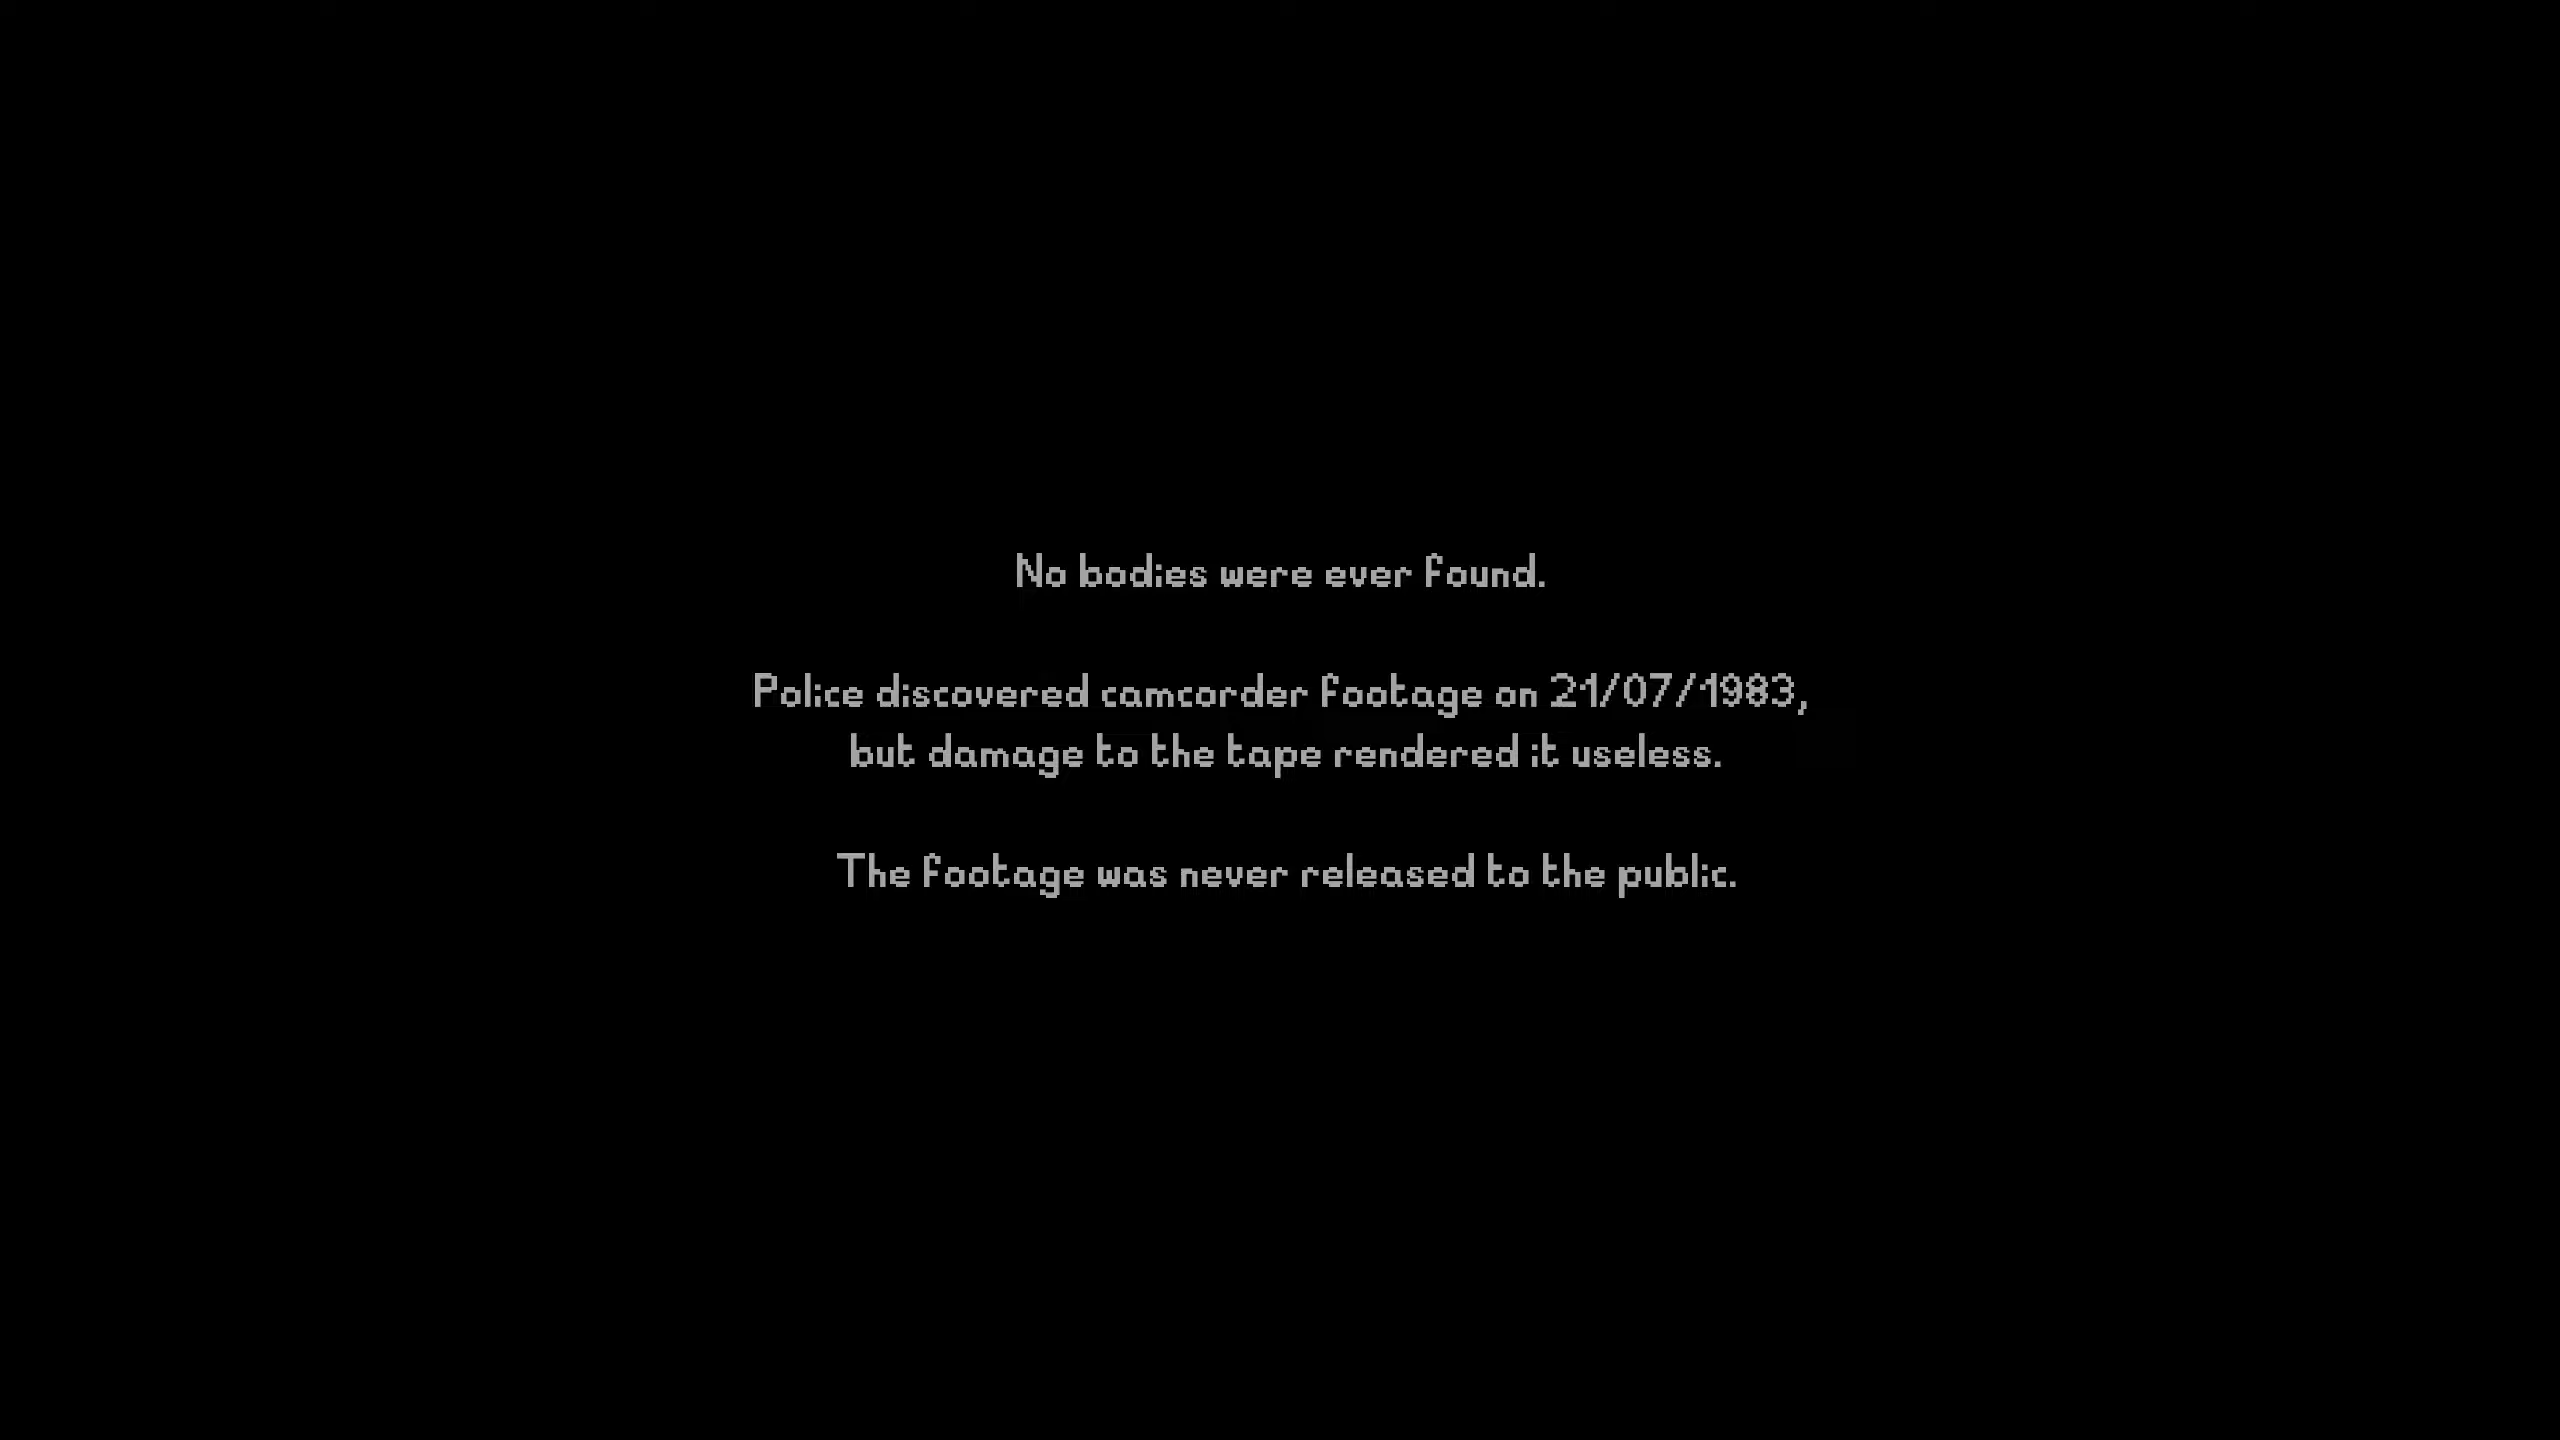 No bodies were ever found.
Police discovered camcorder footage on 21/07/1983,
but damage to the tape rendered it useless.
The footage was never released to the public.